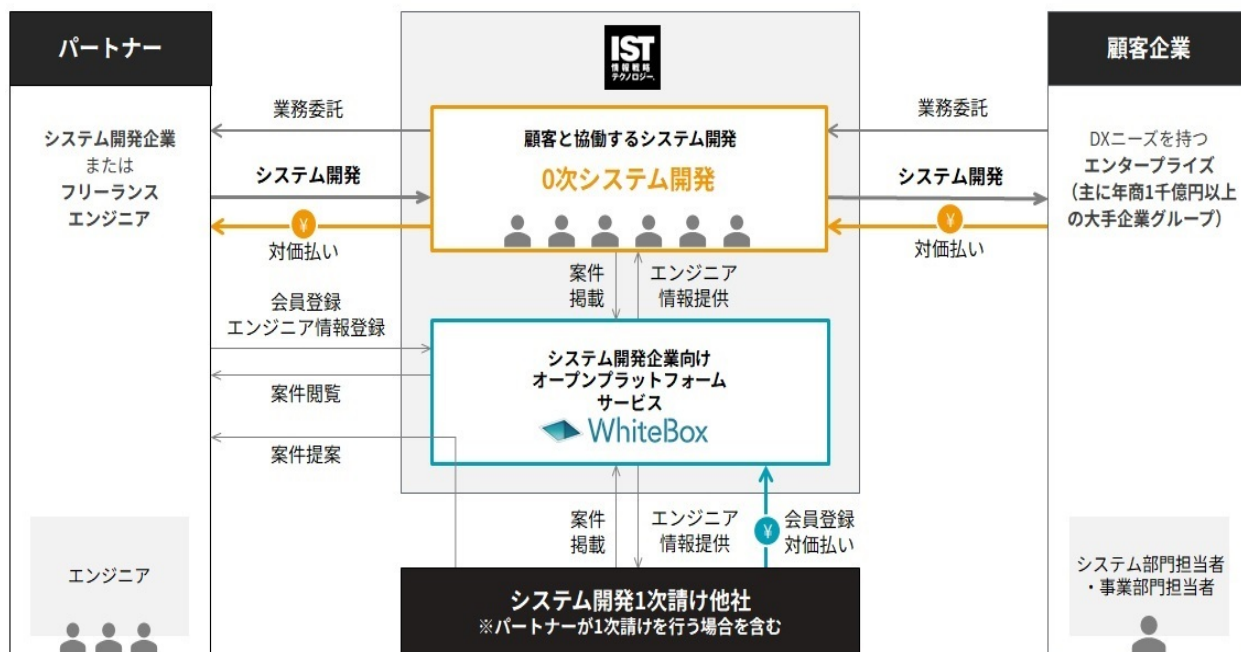 パートナー
システム開発企業
または
フリーランス
エンジニア
エンジニア
業務委託
システム開発
¥
対価払い
会員登録
エンジニア情報登録
案件閲覧
案件提案
IST
情報戦略
テクノロジー.
顧客と協働するシステム開発
0次システム開発
案件
掲載
エンジニア
情報提供
システム開発企業向け
オープンプラットフォーム
サービス
WhiteBox
案件
掲載
エンジニア
情報提供
¥
会員登録
対価払い
システム開発1次請け他社
※パートナーが1次請けを行う場合を含む
業務委託
システム開発
¥
対価払い
顧客企業
DXニーズを持つ
エンタープライズ
(主に年商1千億円以上
の大手企業グループ)
システム部門担当者
・事業部門担当者